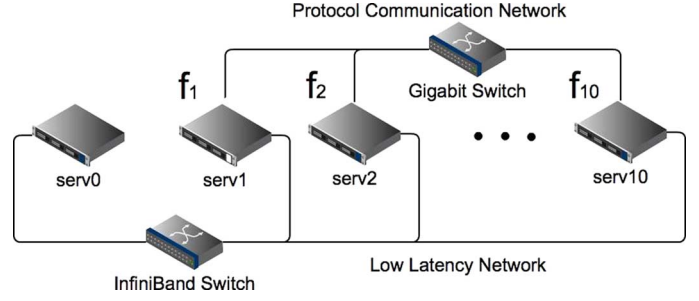 Protocol Communication Network
f1
f2
Gigabit Switch
f10
serv0
serv1
serv2
serv10
Low Latency Network
InfiniBand Switch